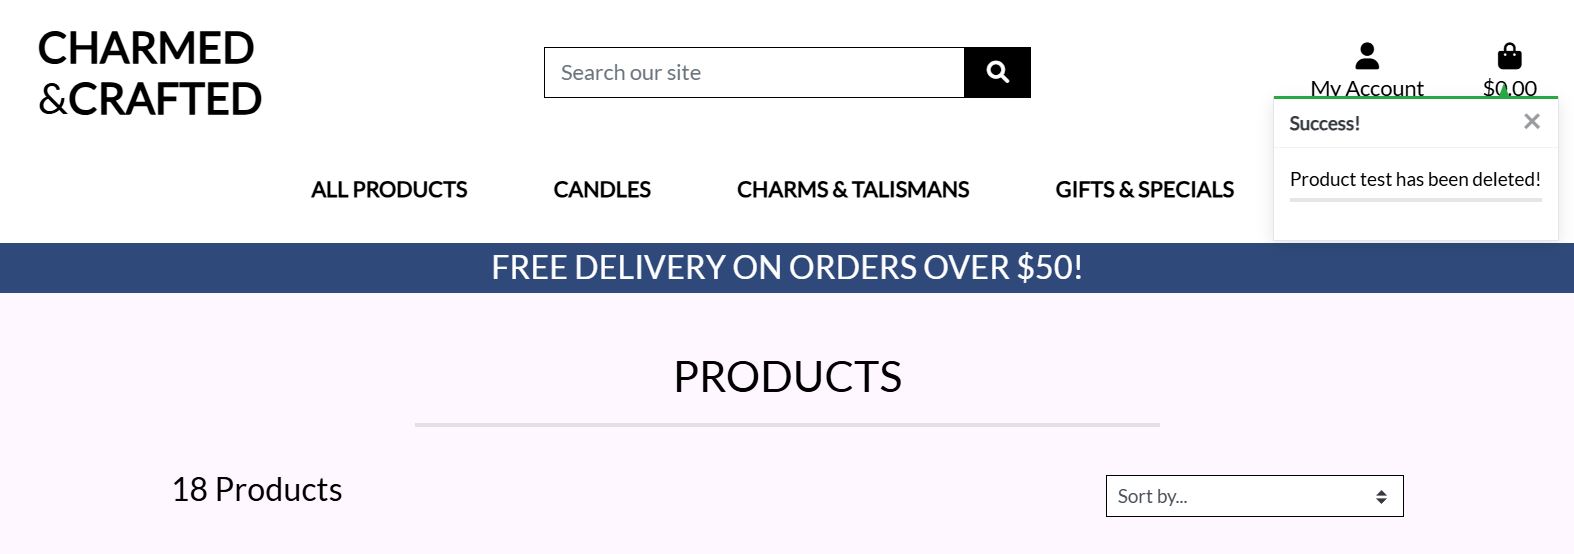 CHARMED
&CRAFTED
Search our site
My Account
$0.00
Success!
Product test has been deleted!
ALL PRODUCTS
CANDLES
CHARMS & TALISMANS
GIFTS & SPECIALS
FREE DELIVERY ON ORDERS OVER $50!
PRODUCTS
18 Products
Sort by...